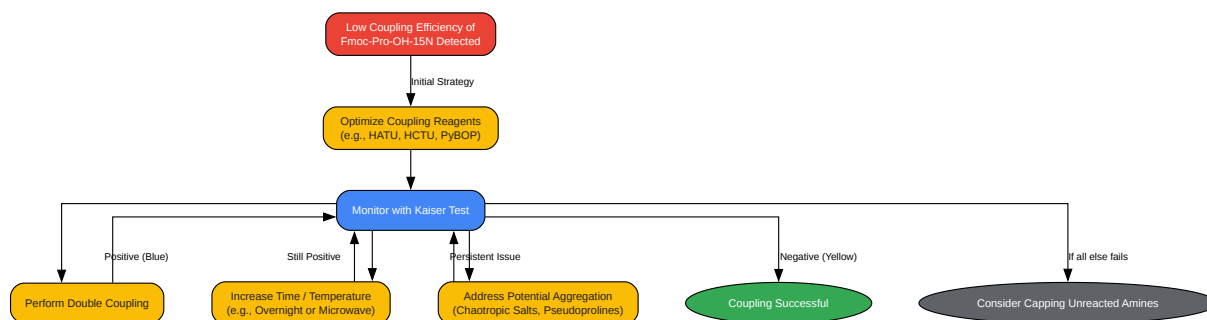 Low Coupling Efficiency of
Fmoc-Pro-OH-15N Detected
Initial Strategy
Optimize Coupling Reagents
(e.g., HATU, HCTU, PyBOP)
Monitor with Kaiser Test
Positive (Blue)
Still Positive
Persistent Issue
Negative (Yellow)
If all else fails
Perform Double Coupling
Increase Time / Temperature
(e.g., Overnight or Microwave)
Address Potential Aggregation
(Chaotropic Salts, Pseudoprolines)
Coupling Successful
Consider Capping Unreacted Amines